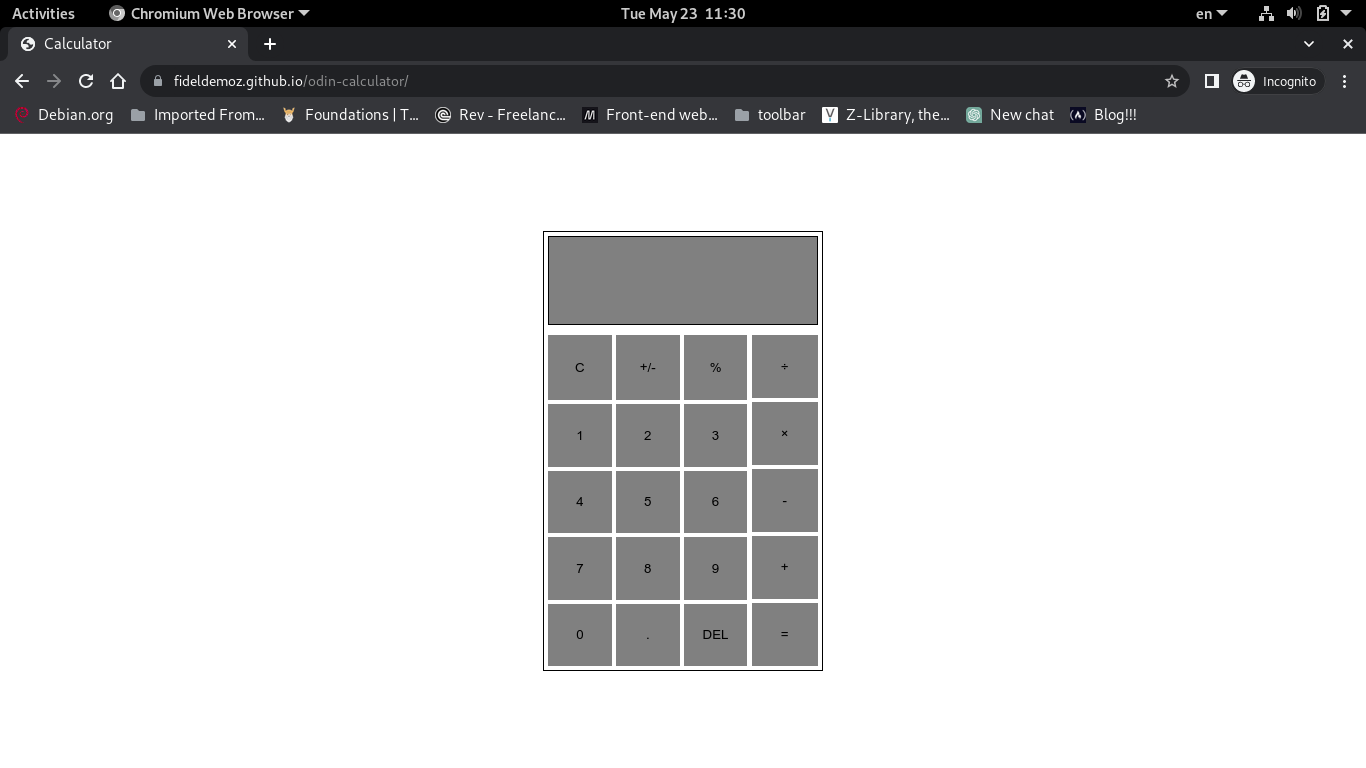 Activities Chromium Web Browser Tue May 23 11:30 en
Calculator
fideldemoz.github.io/odin-calculator/ Incognito
Debian.org Imported From... Foundations | T... Rev - Freelanc... Front-end web... toolbar Z-Library, the... New chat Blog!!!
C +/- % ÷
1 2 3 ×
4 5 6 -
7 8 9 +
0 . DEL =